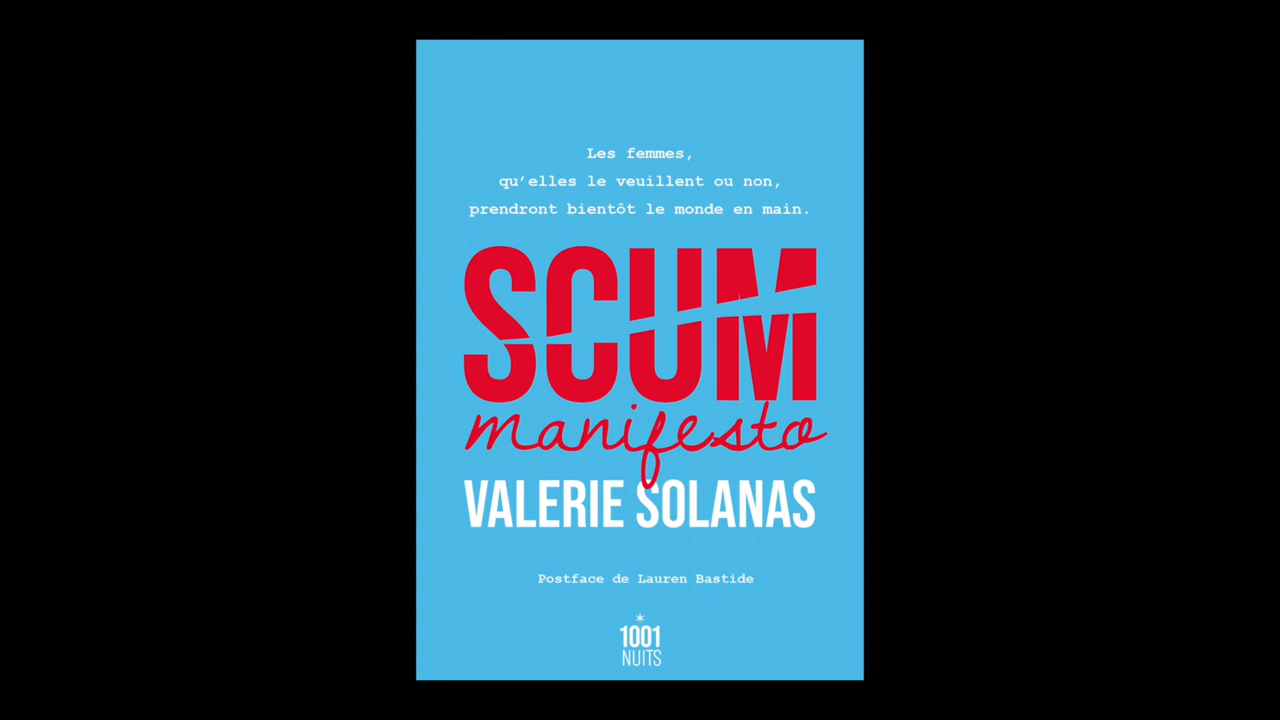 Les femmes,
qu’elles le veuillent ou non,
prendront bientôt le monde en main.
SCUM
manifesto
VALERIE SOLANAS
Postface de Lauren Bastide
*
1001
NUITS